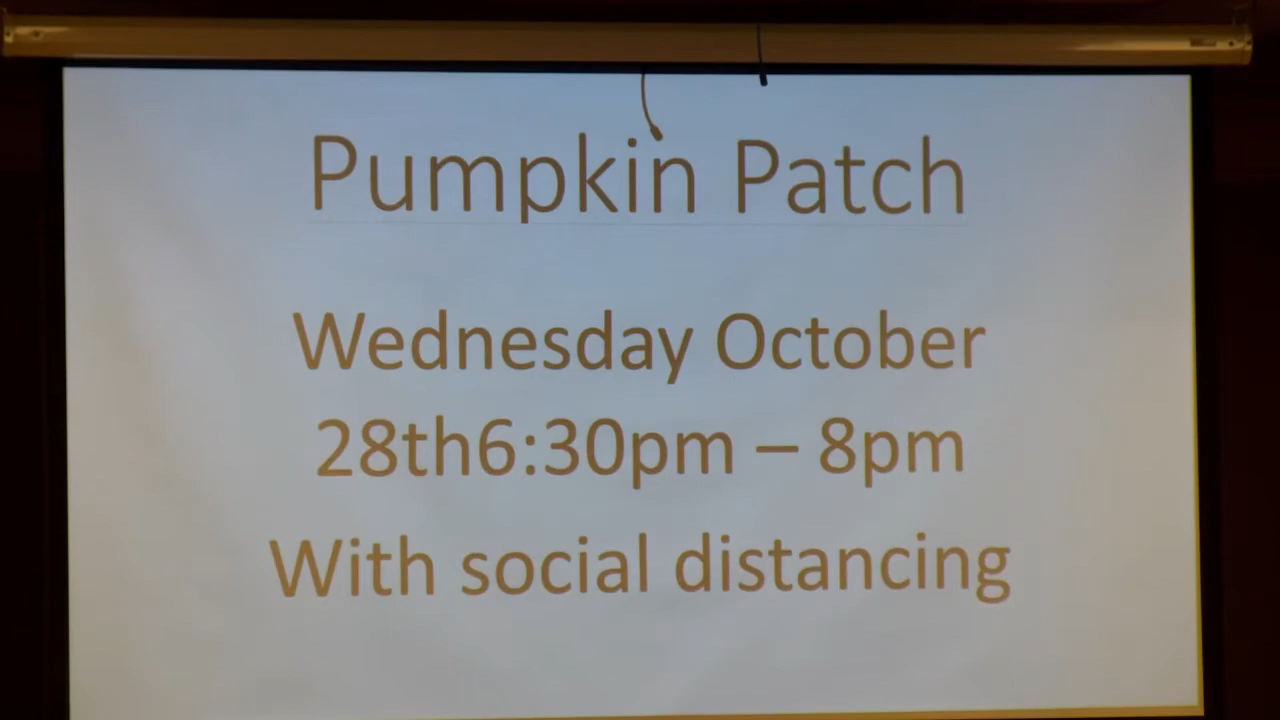 Pumpkin Patch
Wednesday October
28th6:30pm – 8pm
With social distancing